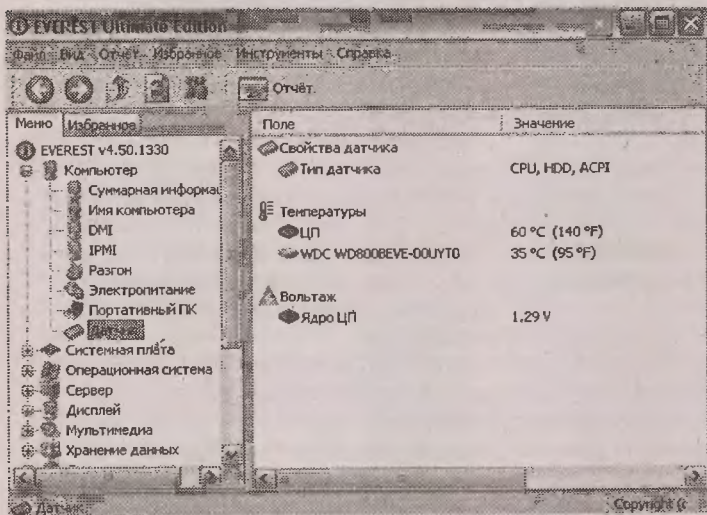 EVEREST Ultimate Edition
Файл Вид Отчёт Избранное Инструменты Справка
Отчёт
Меню Избранное
Поле Значение
EVEREST v4.50.1330
Компьютер
Суммарная информац
Имя компьютера
DMI
IPMI
Разгон
Электропитание
Портативный ПК
Датчик
Системная плата
Операционная система
Сервер
Дисплей
Мультимедиа
Хранение данных
Свойства датчика
Тип датчика CPU, HDD, ACPI
Температуры
ЦП 60 °C (140 °F)
WDC WD800BEVE-00UYT0 35 °C (95 °F)
Вольтаж
Ядро ЦП 1.29 V
Датчик
Copyright (c